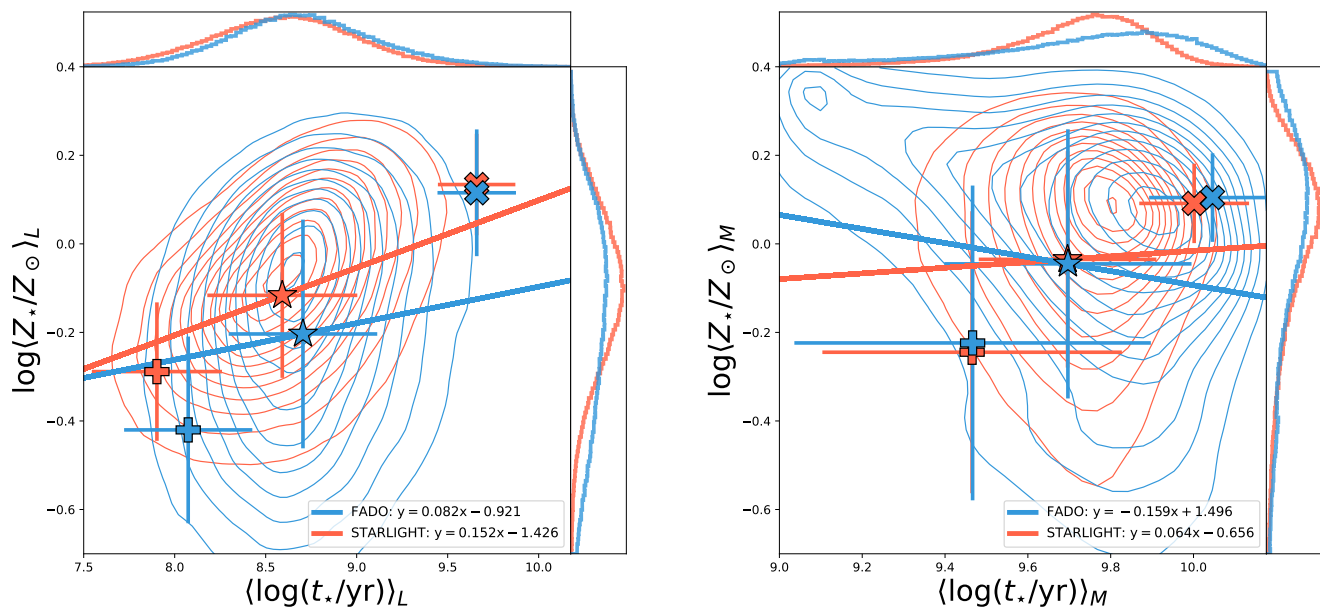 0.4
0.2
0.0
−0.2
−0.4
−0.6
log⟨Z⋆/Z⊙⟩L
FADO: y = 0.082x − 0.921
STARLIGHT: y = 0.152x − 1.426
7.5 8.0 8.5 9.0 9.5 10.0
⟨log(t⋆/yr)⟩L
0.4
0.2
0.0
−0.2
−0.4
−0.6
log⟨Z⋆/Z⊙⟩M
FADO: y = −0.159x + 1.496
STARLIGHT: y = 0.064x − 0.656
9.0 9.2 9.4 9.6 9.8 10.0
⟨log(t⋆/yr)⟩M